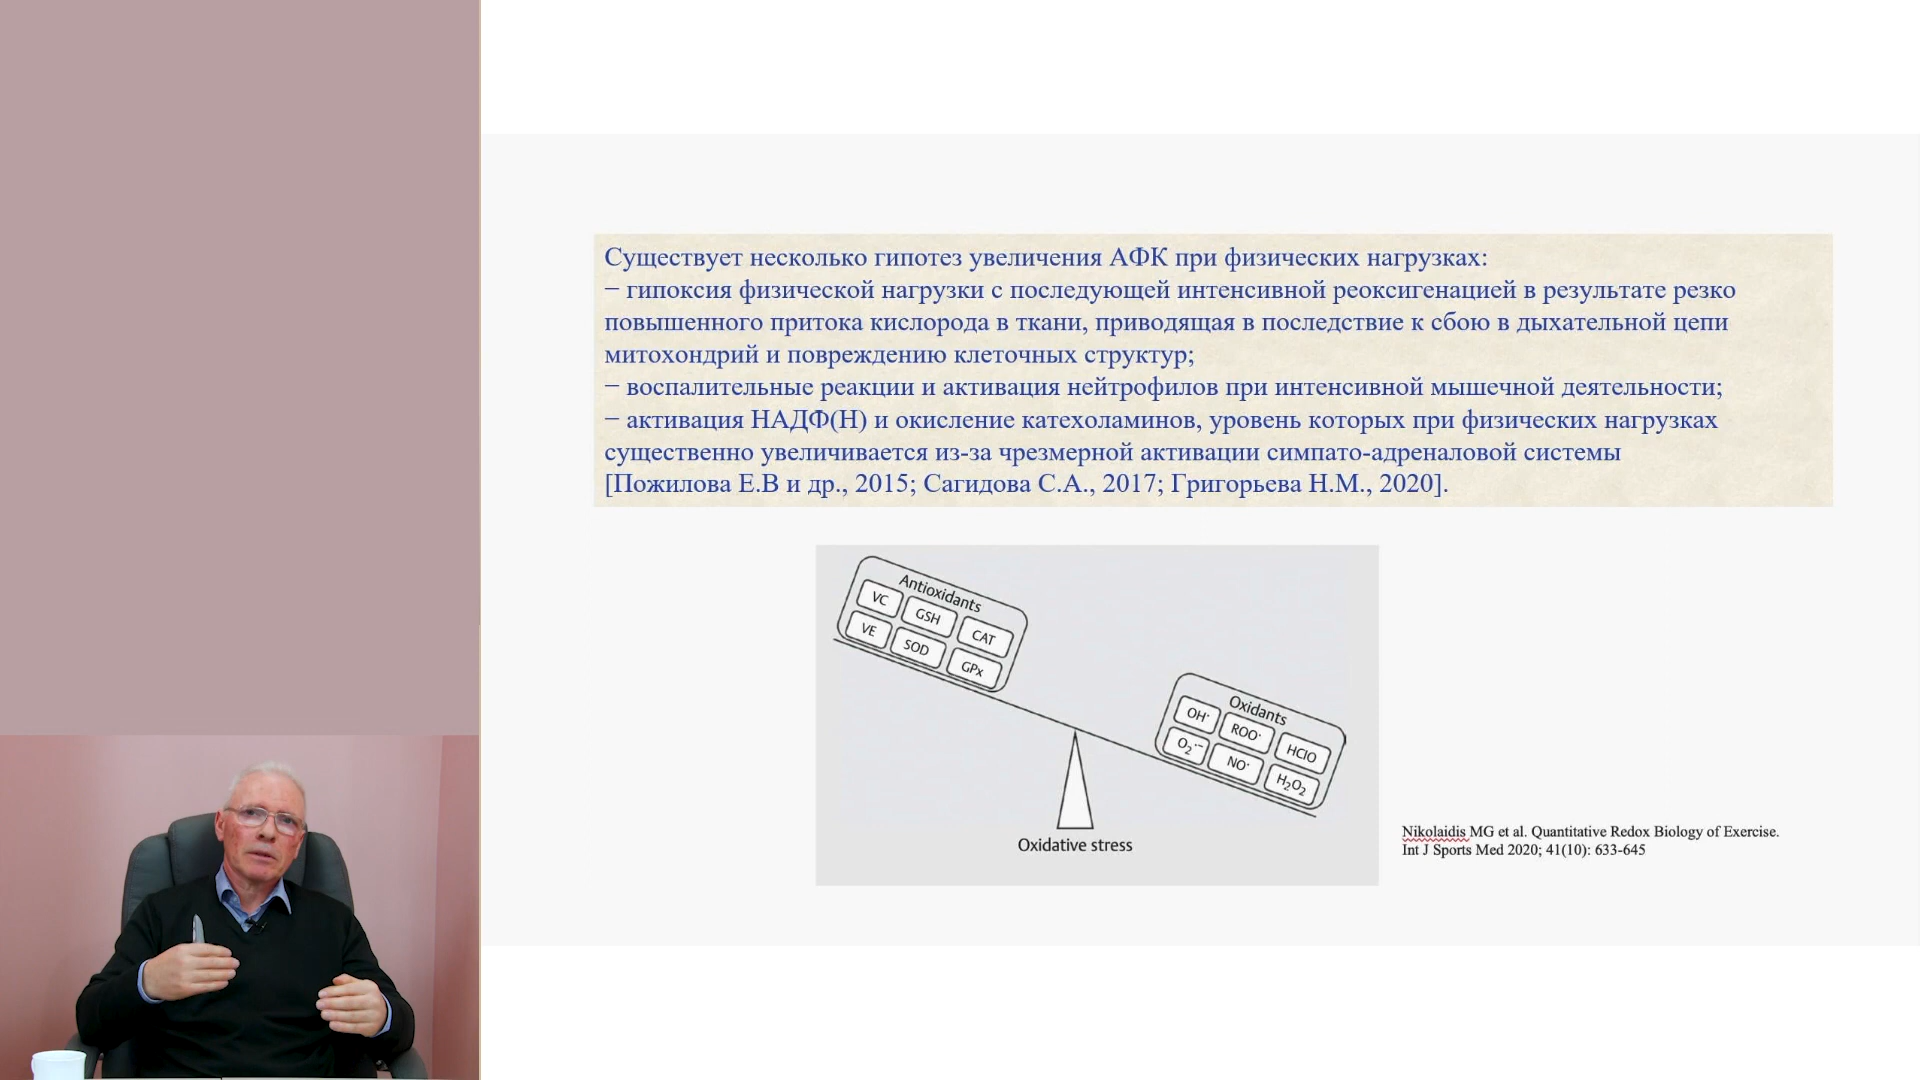 Существует несколько гипотез увеличения АФК при физических нагрузках:
− гипоксия физической нагрузки с последующей интенсивной реоксигенацией в результате резко
повышенного притока кислорода в ткани, приводящая в последствие к сбою в дыхательной цепи
митохондрий и повреждению клеточных структур;
− воспалительные реакции и активация нейтрофилов при интенсивной мышечной деятельности;
− активация НАДФ(Н) и окисление катехоламинов, уровень которых при физических нагрузках
существенно увеличивается из-за чрезмерной активации симпато-адреналовой системы
[Пожилова Е.В и др., 2015; Сагидова С.А., 2017; Григорьева Н.М., 2020].
Antioxidants
VC GSH CAT
VE SOD GPx
Oxidants
OH· ROO· HClO
O₂·⁻ NO· H₂O₂
Oxidative stress
Nikolaidis MG et al. Quantitative Redox Biology of Exercise.
Int J Sports Med 2020; 41(10): 633-645